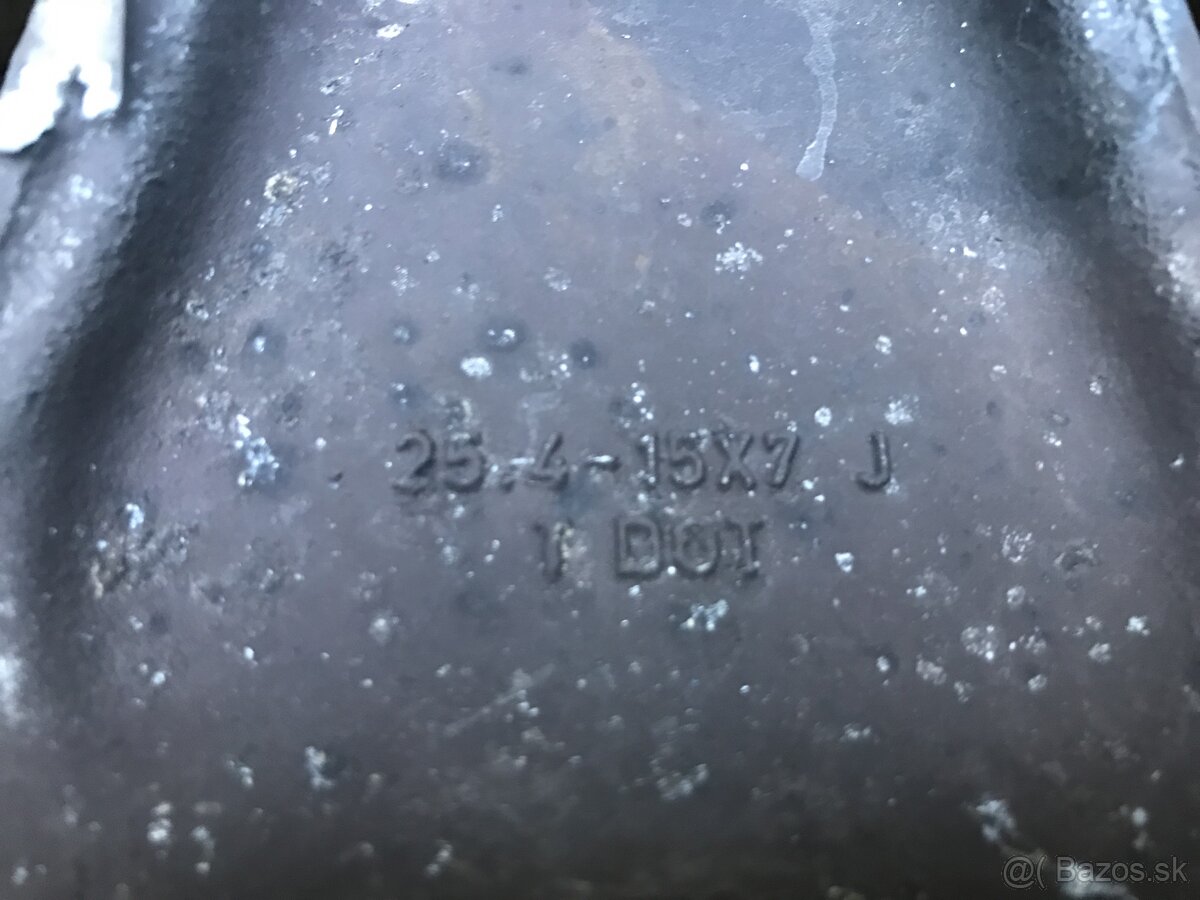 25.4-15X7 J
T DOT
@( Bazos.sk